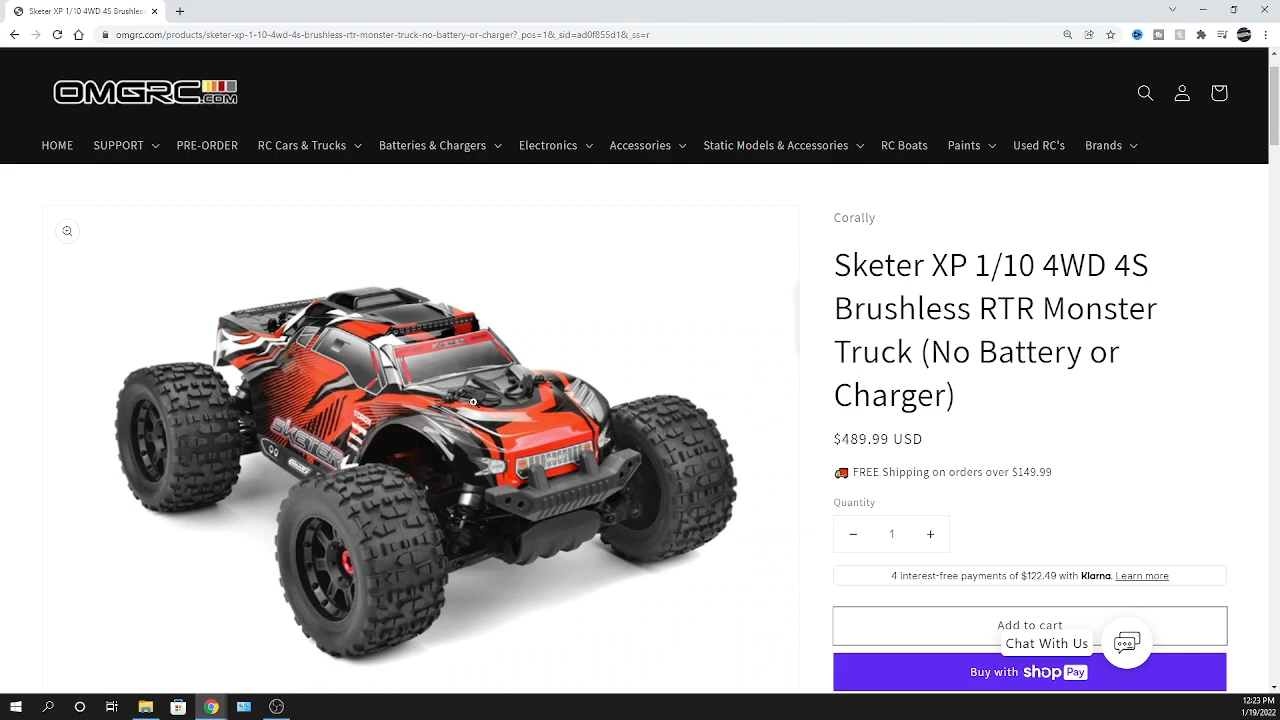 Sketer XP 1/10 4WD 4S Brushless
omgrc.com/products/sketer-xp-1-10-4wd-4s-brushless-rtr-monster-truck-no-battery-or-charger?_pos=1&_sid=ad0f855d1&_ss=r
OMGRC.COM
HOME SUPPORT PRE-ORDER RC Cars & Trucks Batteries & Chargers Electronics Accessories Static Models & Accessories RC Boats Paints Used RC's Brands
Corally
Sketer XP 1/10 4WD 4S
Brushless RTR Monster
Truck (No Battery or
Charger)
$489.99 USD
FREE Shipping on orders over $149.99
Quantity
− 1 +
4 interest-free payments of $122.49 with Klarna. Learn more
Add to cart
Chat With Us
Buy with shop Pay
SKETER
12:23 PM
1/19/2022